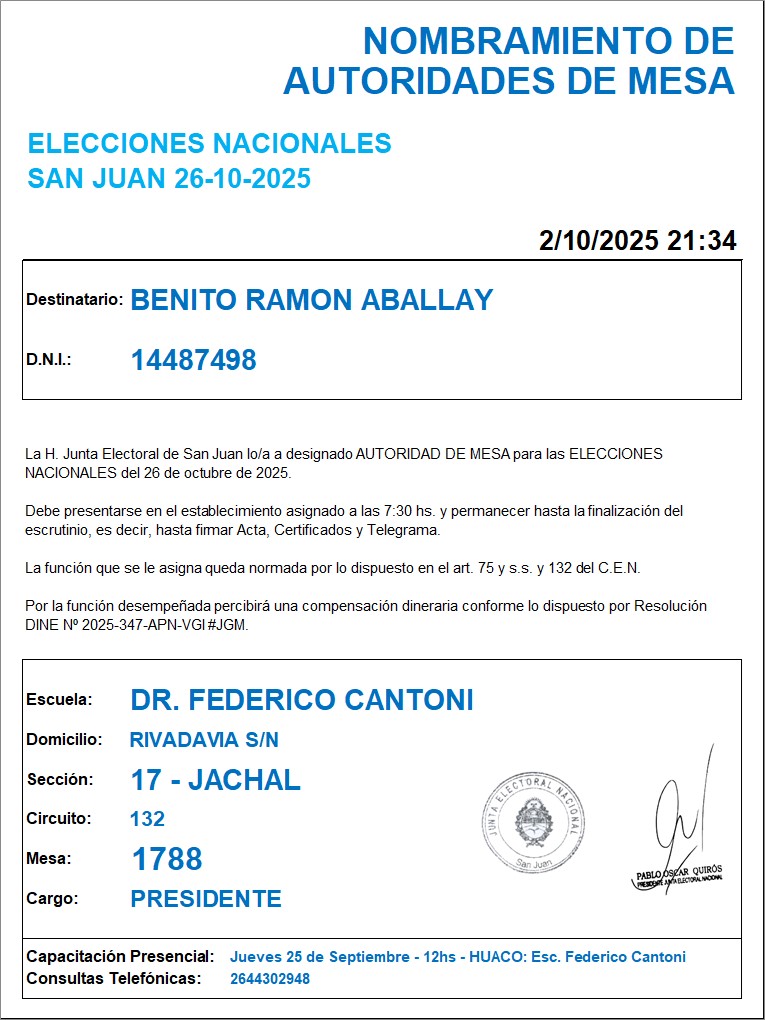 NOMBRAMIENTO DE
AUTORIDADES DE MESA
ELECCIONES NACIONALES
SAN JUAN 26-10-2025
2/10/2025 21:34
Destinatario: BENITO RAMON ABALLAY
D.N.I.: 14487498
La H. Junta Electoral de San Juan lo/a a designado AUTORIDAD DE MESA para las ELECCIONES
NACIONALES del 26 de octubre de 2025.
Debe presentarse en el establecimiento asignado a las 7:30 hs. y permanecer hasta la finalización del
escrutinio, es decir, hasta firmar Acta, Certificados y Telegrama.
La función que se le asigna queda normada por lo dispuesto en el art. 75 y s.s. y 132 del C.E.N.
Por la función desempeñada percibirá una compensación dineraria conforme lo dispuesto por Resolución
DINE Nº 2025-347-APN-VGI#JGM.
Escuela: DR. FEDERICO CANTONI
Domicilio: RIVADAVIA S/N
Sección: 17 - JACHAL
Circuito: 132
Mesa: 1788
Cargo: PRESIDENTE
JUNTA ELECTORAL NACIONAL
San Juan
PABLO OSCAR QUIRÓS
PRESIDENTE JUNTA ELECTORAL NACIONAL
Capacitación Presencial: Jueves 25 de Septiembre - 12hs - HUACO: Esc. Federico Cantoni
Consultas Telefónicas: 2644302948